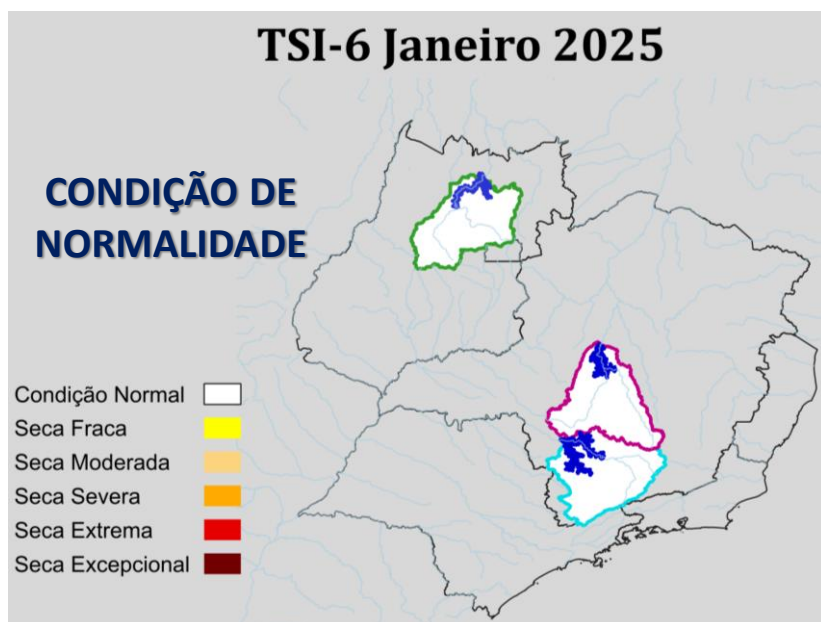 TSI-6 Janeiro 2025
CONDIÇÃO DE
NORMALIDADE
Condição Normal
Seca Fraca
Seca Moderada
Seca Severa
Seca Extrema
Seca Excepcional